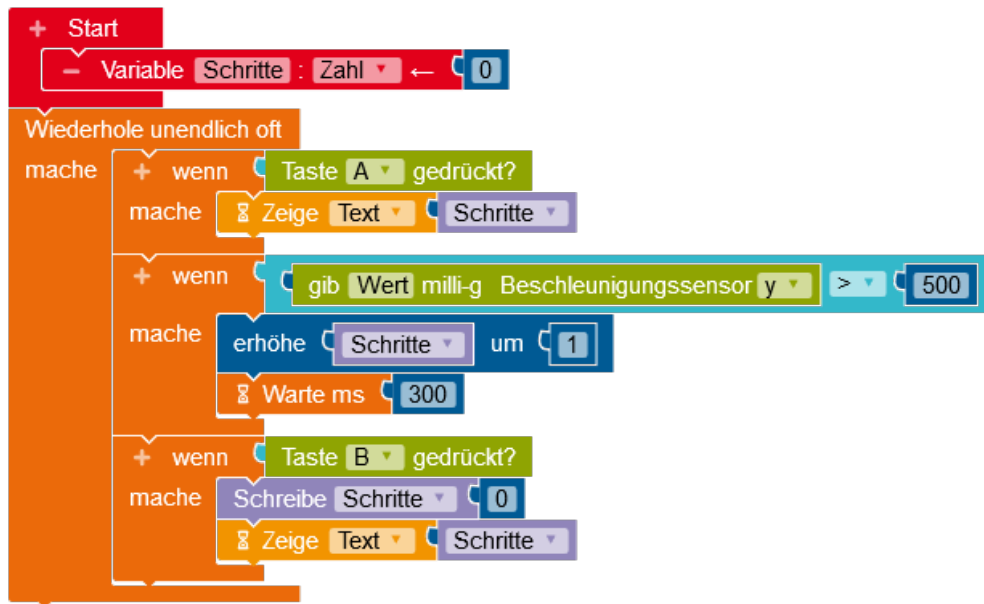 + Start
– Variable Schritte : Zahl ← 0
Wiederhole unendlich oft
mache + wenn Taste A gedrückt?
mache Zeige Text Schritte
+ wenn gib Wert milli-g Beschleunigungssensor y > 500
mache erhöhe Schritte um 1
Warte ms 300
+ wenn Taste B gedrückt?
mache Schreibe Schritte 0
Zeige Text Schritte